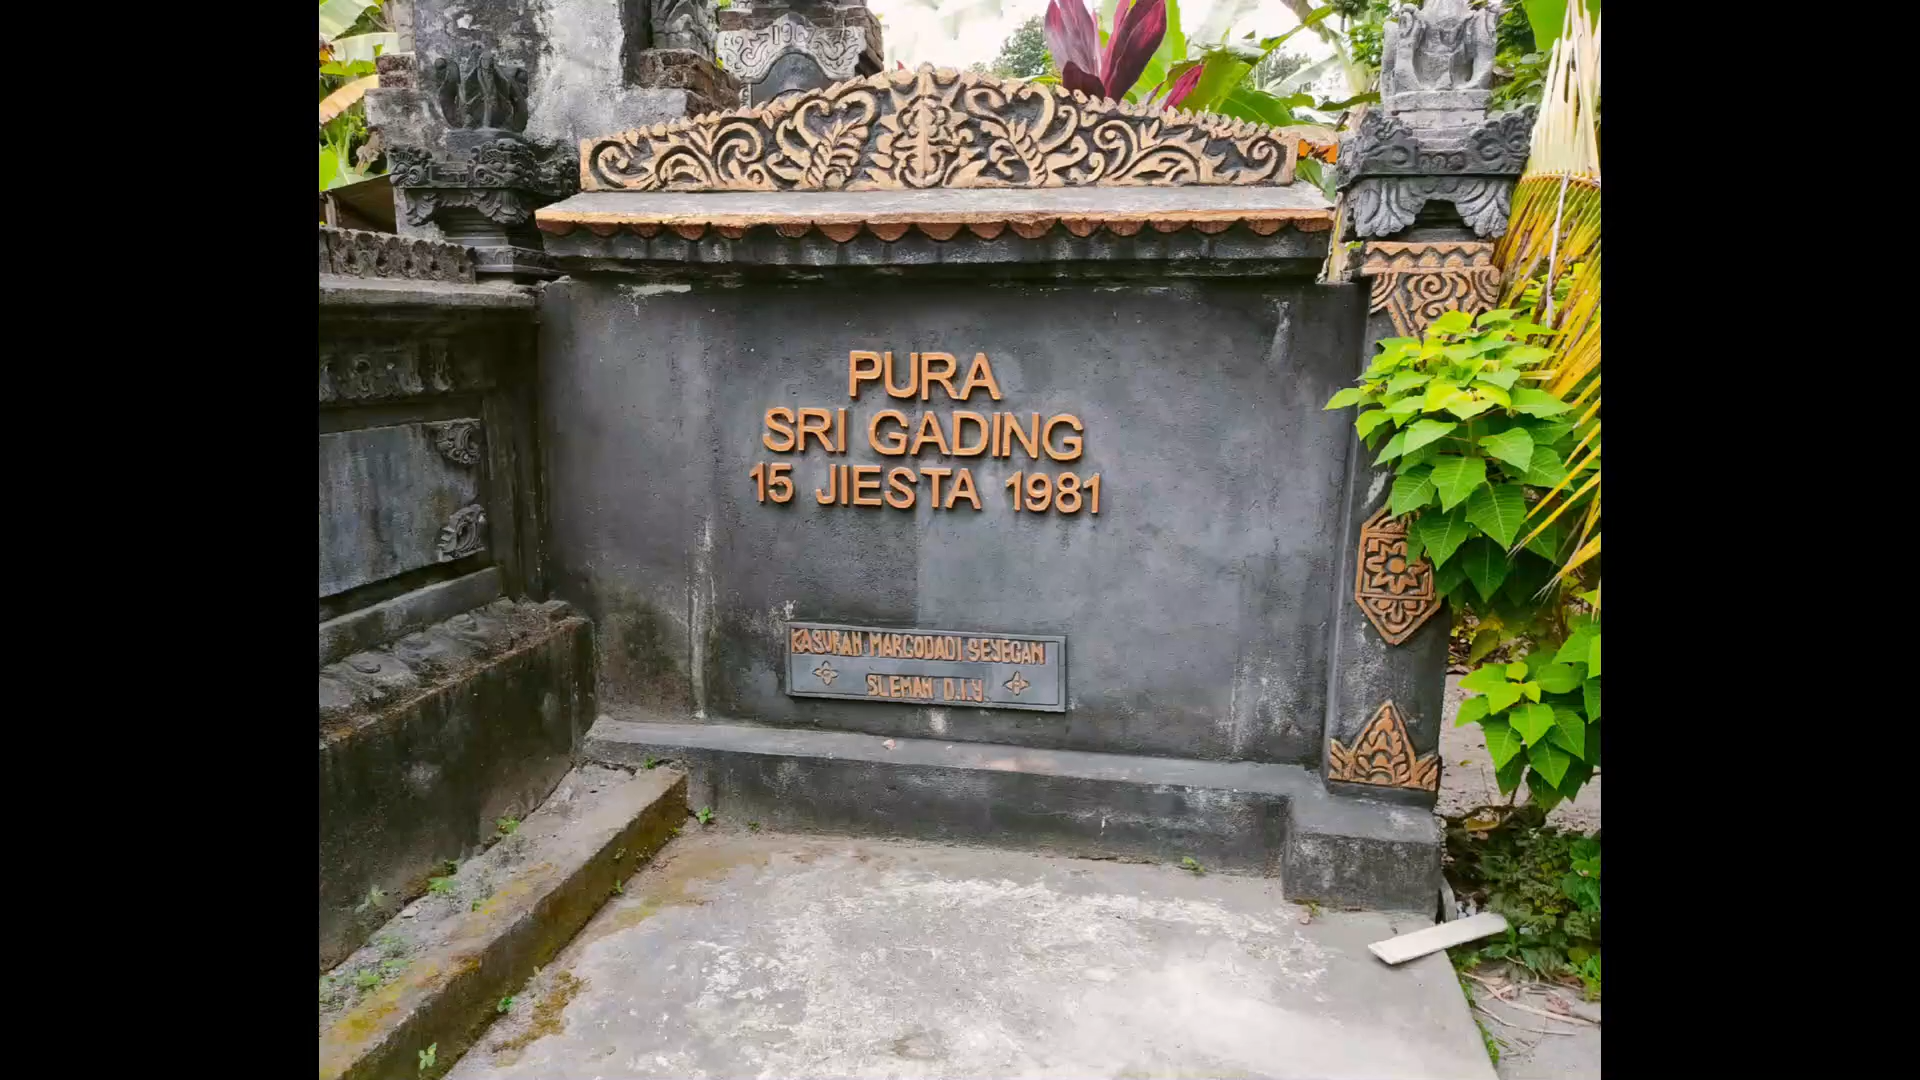 PURA
SRI GADING
15 JIESTA 1981
KASURAN MARGODADI SEYEGAN
SLEMAN D.I.Y.